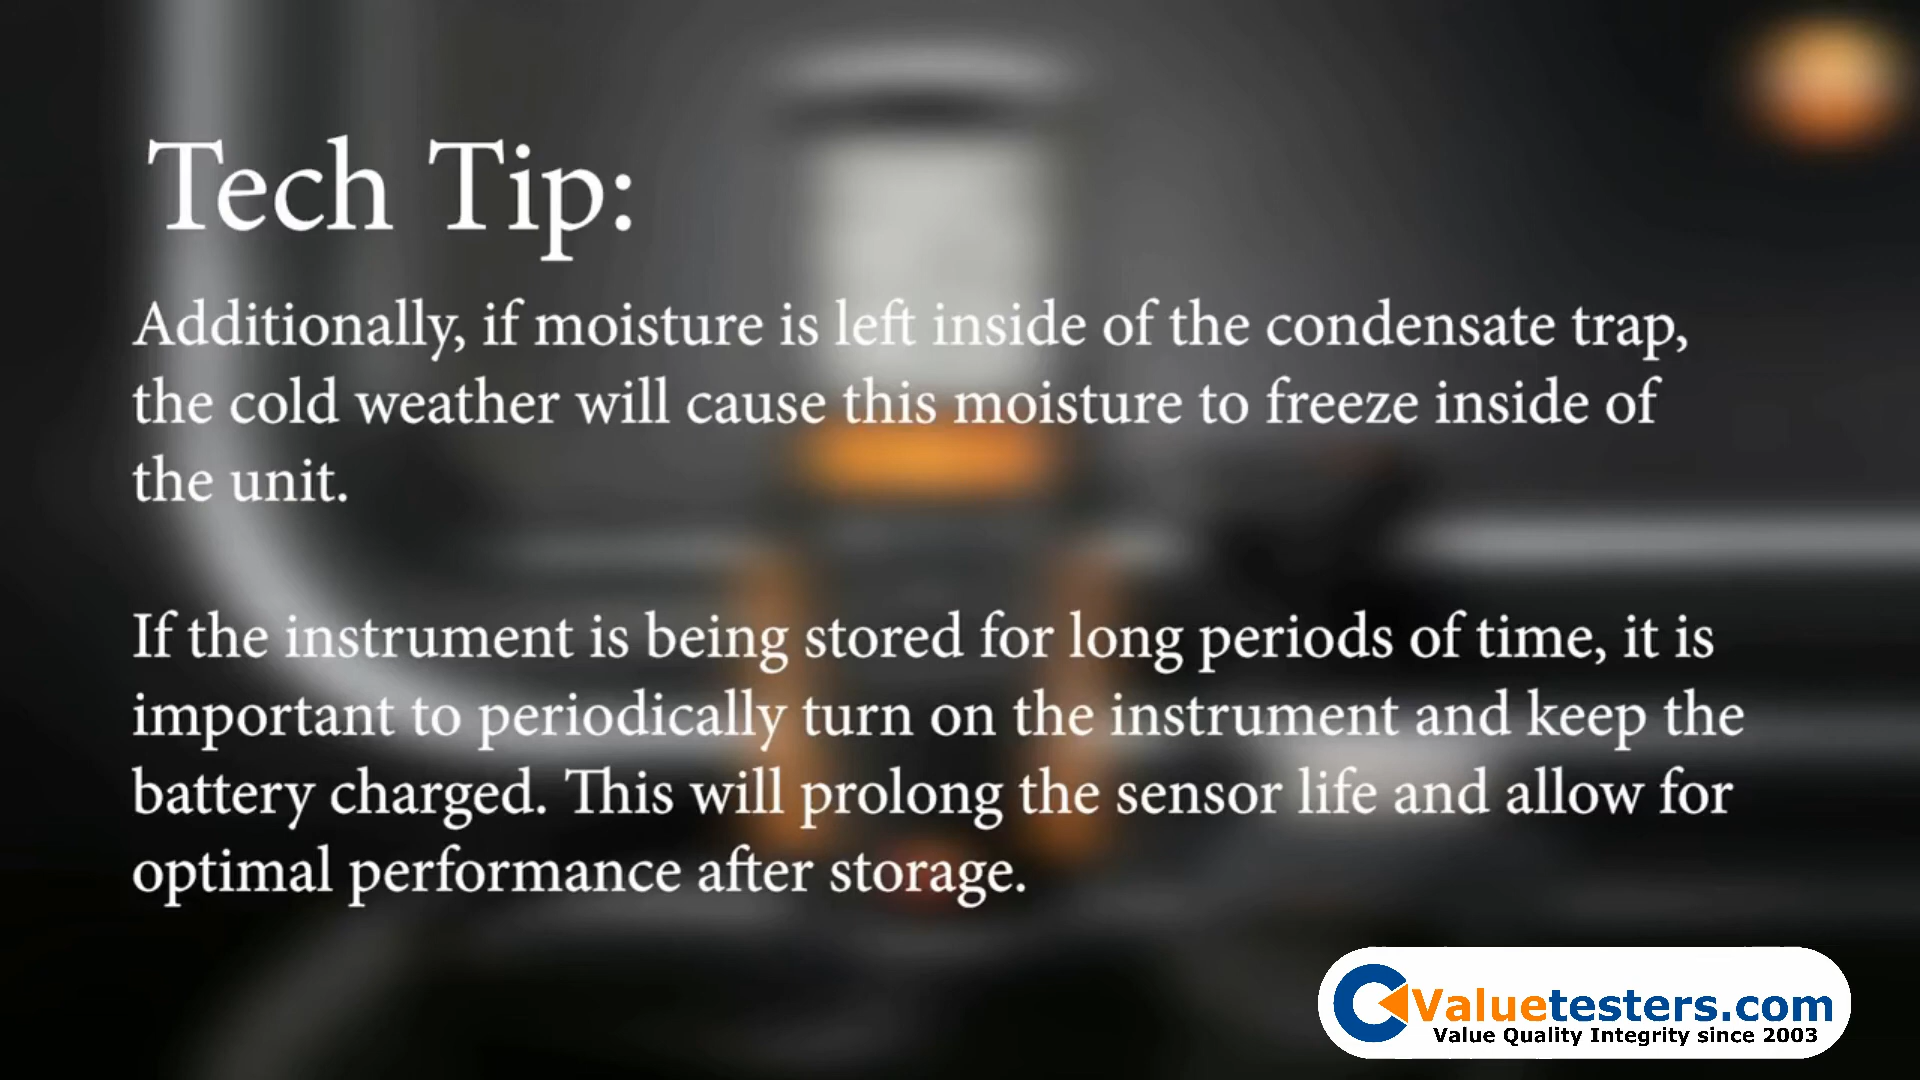 Tech Tip:
Additionally, if moisture is left inside of the condensate trap,
the cold weather will cause this moisture to freeze inside of
the unit.
If the instrument is being stored for long periods of time, it is
important to periodically turn on the instrument and keep the
battery charged. This will prolong the sensor life and allow for
optimal performance after storage.
Valuetesters.com
Value Quality Integrity since 2003